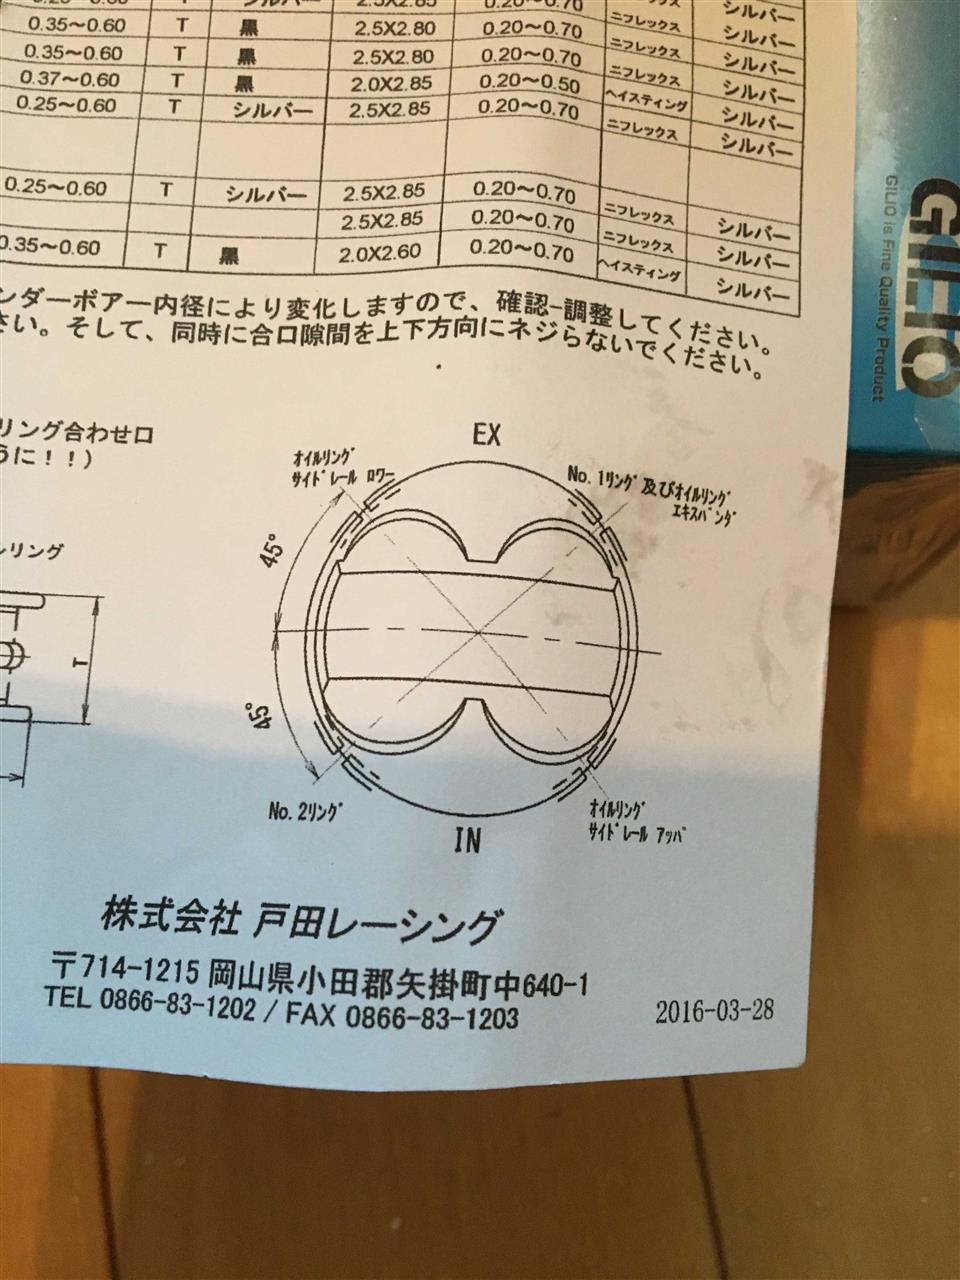 0.20〜0.70 シルバー
0.35〜0.60 T 黒 2.5X2.80 0.20〜0.70 ニフレックス シルバー
0.35〜0.60 T 黒 2.5X2.80 0.20〜0.70 ニフレックス シルバー
0.37〜0.60 T 黒 2.0X2.85 0.20〜0.50 ヘイスティング シルバー
0.25〜0.60 T シルバー 2.5X2.85 0.20〜0.70 ニフレックス シルバー
0.25〜0.60 T シルバー 2.5X2.85 0.20〜0.70 ニフレックス シルバー
2.5X2.85 0.20〜0.70 ニフレックス シルバー
0.35〜0.60 T 黒 2.0X2.60 0.20〜0.70 ヘイスティング シルバー
ンダーボアー内径により変化しますので、確認-調整してください。
さい。そして、同時に合口隙間を上下方向にネジらないでください。
リング合わせ口
うに！！）
EX
オイルリング
サイドレール ロワー
No. 1リング 及びオイルリング
エキスパンダ
45°
45°
リング
T
No. 2リング
IN
オイルリング
サイドレール アッパ
株式会社 戸田レーシング
〒714-1215 岡山県小田郡矢掛町中640-1
TEL 0866-83-1202 / FAX 0866-83-1203
2016-03-28
GILIO
GILIO is Fine Quality Product